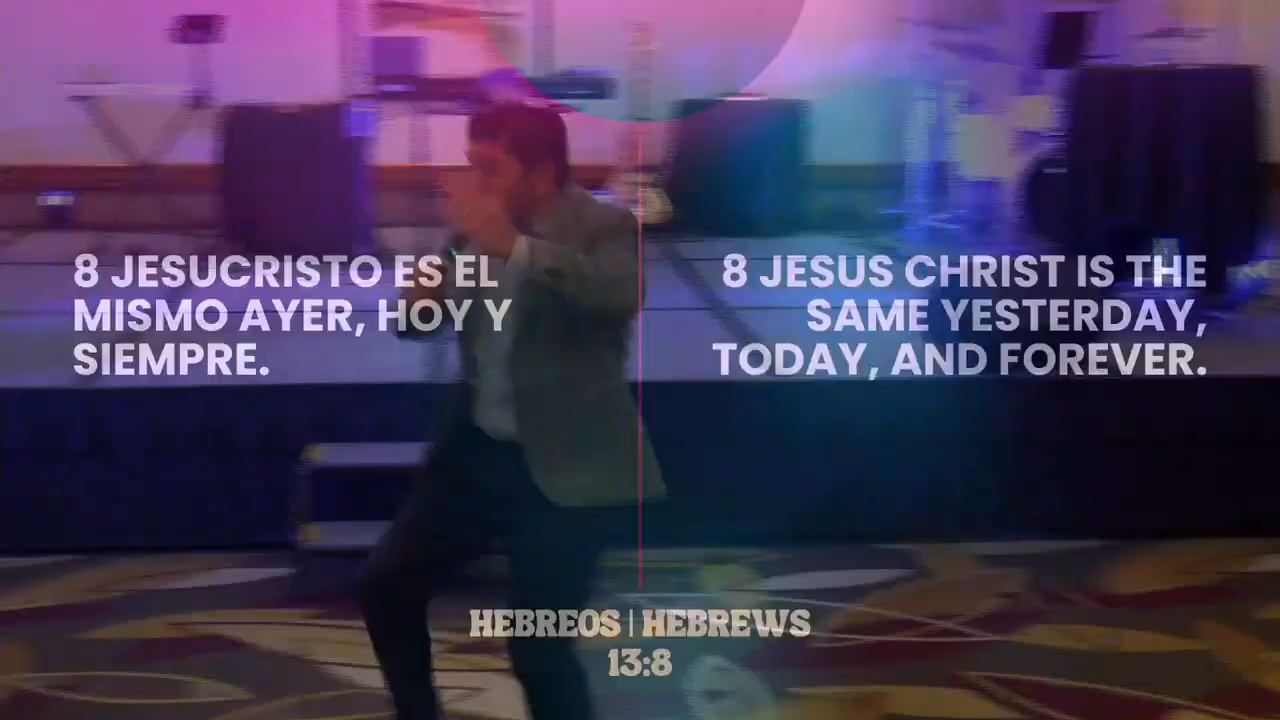 8 JESUCRISTO ES EL
MISMO AYER, HOY Y
SIEMPRE.
8 JESUS CHRIST IS THE
SAME YESTERDAY,
TODAY, AND FOREVER.
HEBREOS | HEBREWS
13:8